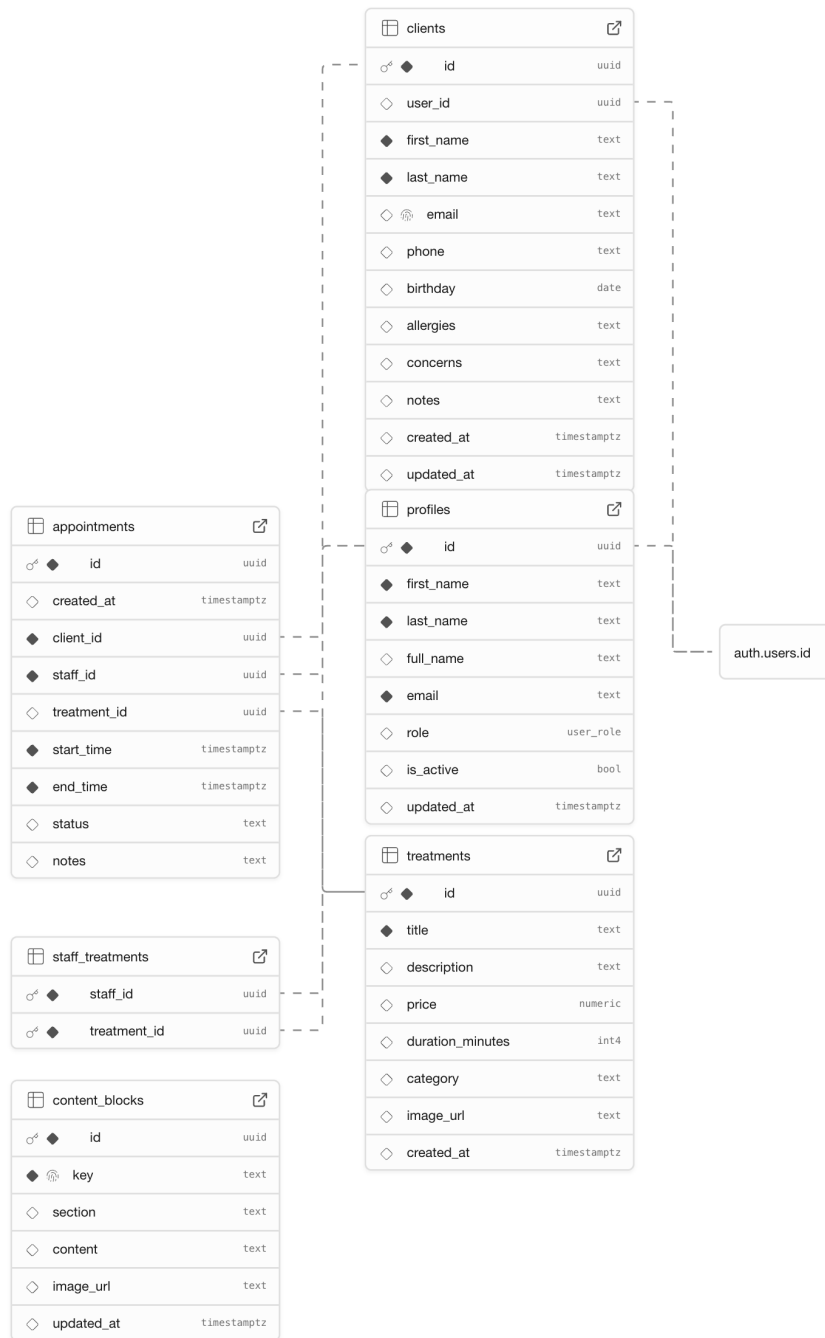 clients
id uuid
user_id uuid
first_name text
last_name text
email text
phone text
birthday date
allergies text
concerns text
notes text
created_at timestamptz
updated_at timestamptz
appointments
id uuid
created_at timestamptz
client_id uuid
staff_id uuid
treatment_id uuid
start_time timestamptz
end_time timestamptz
status text
notes text
profiles
id uuid
first_name text
last_name text
full_name text
email text
role user_role
is_active bool
updated_at timestamptz
auth.users.id
treatments
id uuid
title text
description text
price numeric
duration_minutes int4
category text
image_url text
created_at timestamptz
staff_treatments
staff_id uuid
treatment_id uuid
content_blocks
id uuid
key text
section text
content text
image_url text
updated_at timestamptz